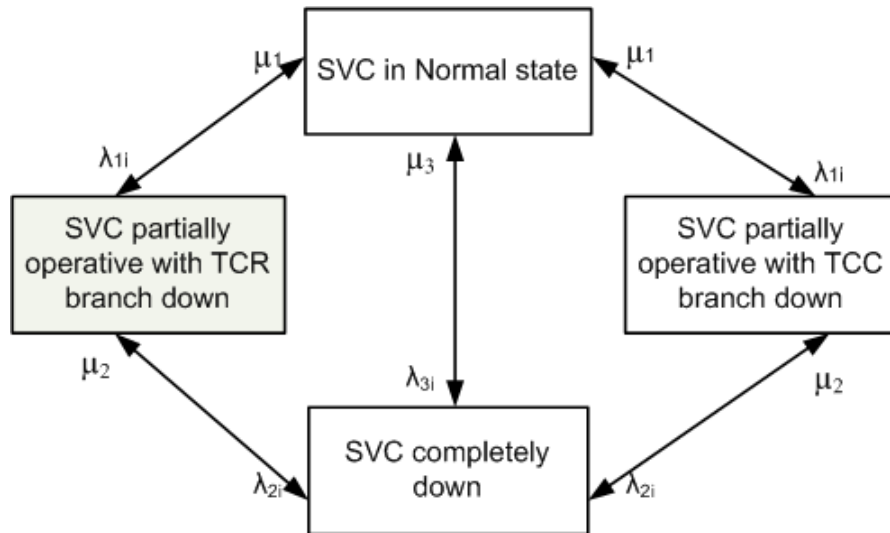 μ1
SVC in Normal state
μ1
λ1i
μ3
λ1i
SVC partially
operative with TCR
branch down
SVC partially
operative with TCC
branch down
μ2
λ3i
μ2
SVC completely
down
λ2i
λ2i